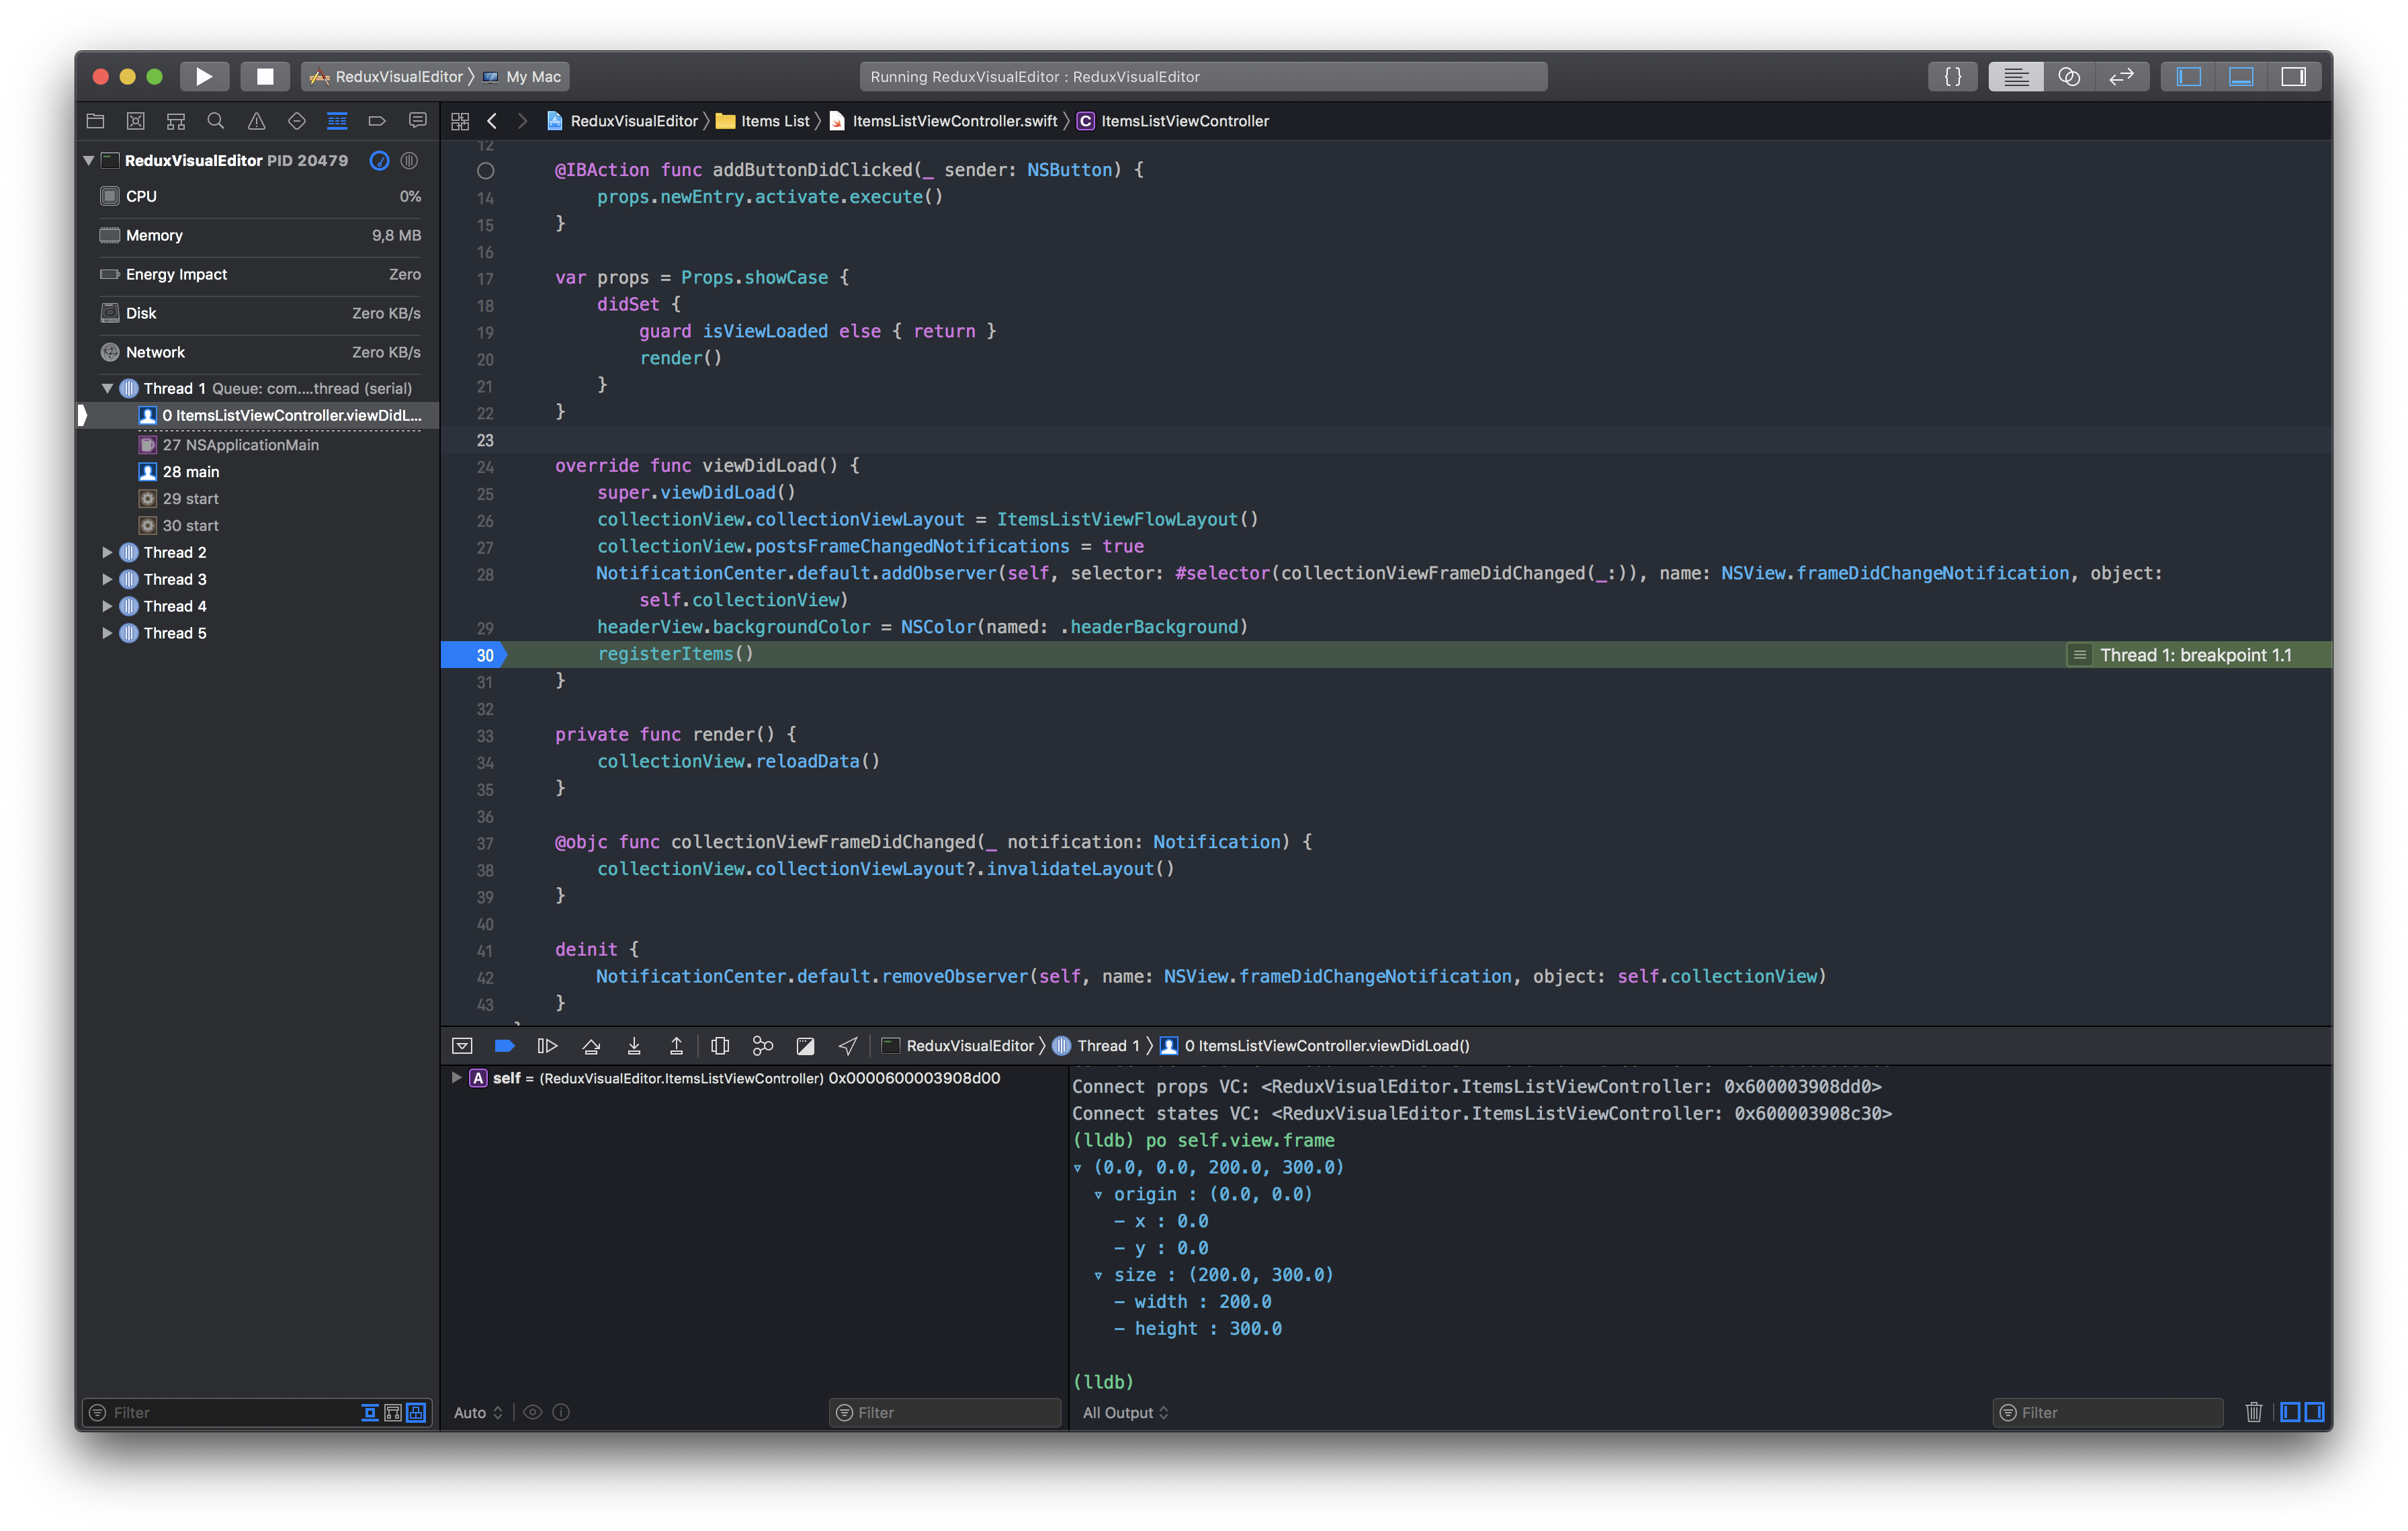 ReduxVisualEditor 〉 My Mac
Running ReduxVisualEditor : ReduxVisualEditor
{ }
ReduxVisualEditor 〉 Items List 〉 ItemsListViewController.swift 〉 C ItemsListViewController
ReduxVisualEditor PID 20479
CPU 0%
Memory 9,8 MB
Energy Impact Zero
Disk Zero KB/s
Network Zero KB/s
Thread 1 Queue: com....thread (serial)
0 ItemsListViewController.viewDidL...
27 NSApplicationMain
28 main
29 start
30 start
Thread 2
Thread 3
Thread 4
Thread 5
Filter
12
@IBAction func addButtonDidClicked(_ sender: NSButton) {
14 props.newEntry.activate.execute()
15 }
16
17 var props = Props.showCase {
18 didSet {
19 guard isViewLoaded else { return }
20 render()
21 }
22 }
23
24 override func viewDidLoad() {
25 super.viewDidLoad()
26 collectionView.collectionViewLayout = ItemsListViewFlowLayout()
27 collectionView.postsFrameChangedNotifications = true
28 NotificationCenter.default.addObserver(self, selector: #selector(collectionViewFrameDidChanged(_:)), name: NSView.frameDidChangeNotification, object:
self.collectionView)
29 headerView.backgroundColor = NSColor(named: .headerBackground)
30 registerItems() Thread 1: breakpoint 1.1
31 }
32
33 private func render() {
34 collectionView.reloadData()
35 }
36
37 @objc func collectionViewFrameDidChanged(_ notification: Notification) {
38 collectionView.collectionViewLayout?.invalidateLayout()
39 }
40
41 deinit {
42 NotificationCenter.default.removeObserver(self, name: NSView.frameDidChangeNotification, object: self.collectionView)
43 }
ReduxVisualEditor 〉 Thread 1 〉 0 ItemsListViewController.viewDidLoad()
A self = (ReduxVisualEditor.ItemsListViewController) 0x0000600003908d00
Auto
Filter
Connect props VC: <ReduxVisualEditor.ItemsListViewController: 0x600003908dd0>
Connect states VC: <ReduxVisualEditor.ItemsListViewController: 0x600003908c30>
(lldb) po self.view.frame
▿ (0.0, 0.0, 200.0, 300.0)
▿ origin : (0.0, 0.0)
- x : 0.0
- y : 0.0
▿ size : (200.0, 300.0)
- width : 200.0
- height : 300.0
(lldb)
All Output
Filter